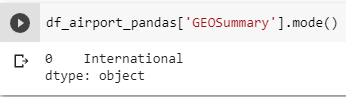 df_airport_pandas['GEOSummary'].mode()
0    International
dtype: object